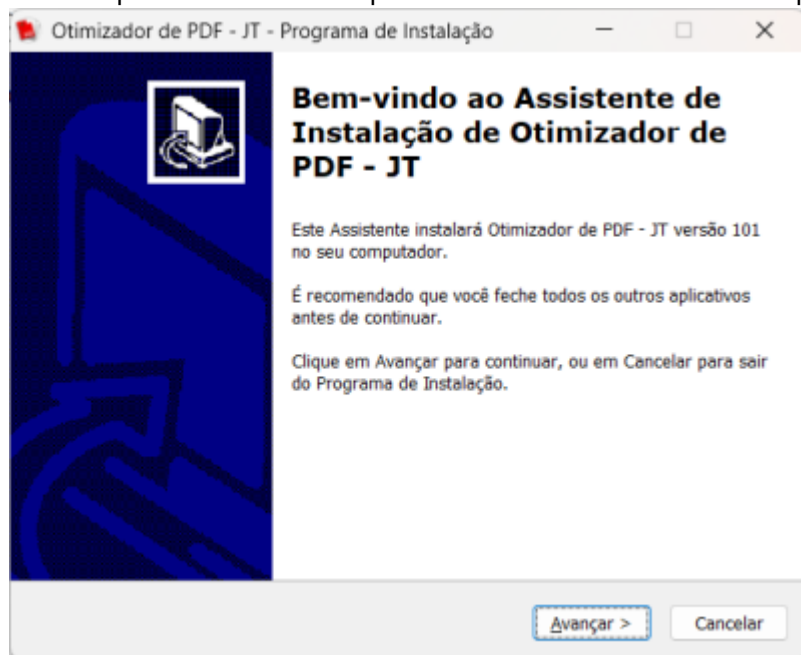 Otimizador de PDF - JT - Programa de Instalação
Bem-vindo ao Assistente de
Instalação de Otimizador de
PDF - JT
Este Assistente instalará Otimizador de PDF - JT versão 101
no seu computador.
É recomendado que você feche todos os outros aplicativos
antes de continuar.
Clique em Avançar para continuar, ou em Cancelar para sair
do Programa de Instalação.
Avançar >
Cancelar